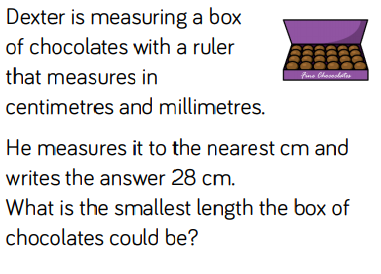 Dexter is measuring a box
of chocolates with a ruler
that measures in
centimetres and millimetres.
Fine Chocolates
He measures it to the nearest cm and
writes the answer 28 cm.
What is the smallest length the box of
chocolates could be?